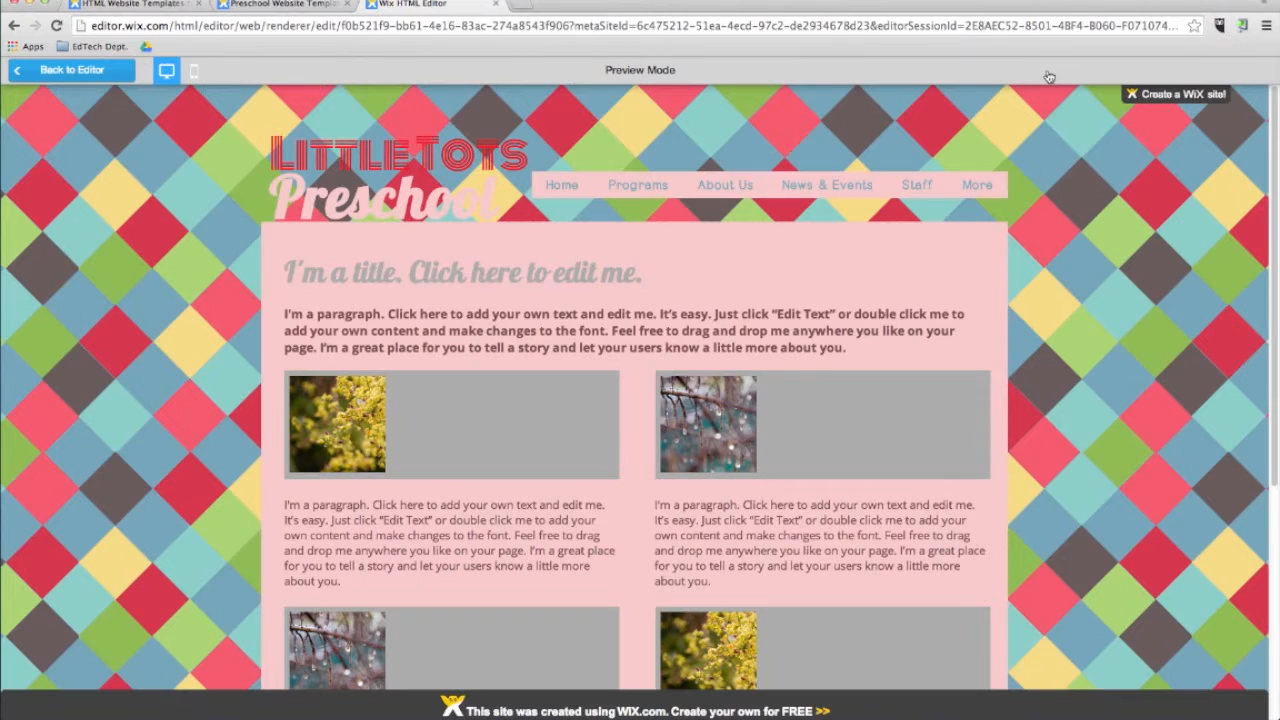 HTML Website Templates
Preschool Website Templat
Wix HTML Editor
editor.wix.com/html/editor/web/renderer/edit/f0b521f9-bb61-4e16-83ac-274a8543f906?metaSiteId=6c475212-51ea-4ecd-97c2-de2934678d23&editorSessionId=2E8AEC52-8501-4BF4-B060-F071074...
Apps EdTech Dept.
Back to Editor
Preview Mode
Create a WiX site!
LittleTots
Preschool
Home Programs About Us News & Events Staff More
I'm a title. Click here to edit me.
I'm a paragraph. Click here to add your own text and edit me. It's easy. Just click “Edit Text” or double click me to
add your own content and make changes to the font. Feel free to drag and drop me anywhere you like on your
page. I'm a great place for you to tell a story and let your users know a little more about you.
I'm a paragraph. Click here to add your own text and edit me.
It's easy. Just click “Edit Text” or double click me to add your
own content and make changes to the font. Feel free to drag
and drop me anywhere you like on your page. I'm a great place
for you to tell a story and let your users know a little more
about you.
I'm a paragraph. Click here to add your own text and edit me.
It's easy. Just click “Edit Text” or double click me to add your
own content and make changes to the font. Feel free to drag
and drop me anywhere you like on your page. I'm a great place
for you to tell a story and let your users know a little more
about you.
This site was created using WIX.com. Create your own for FREE >>